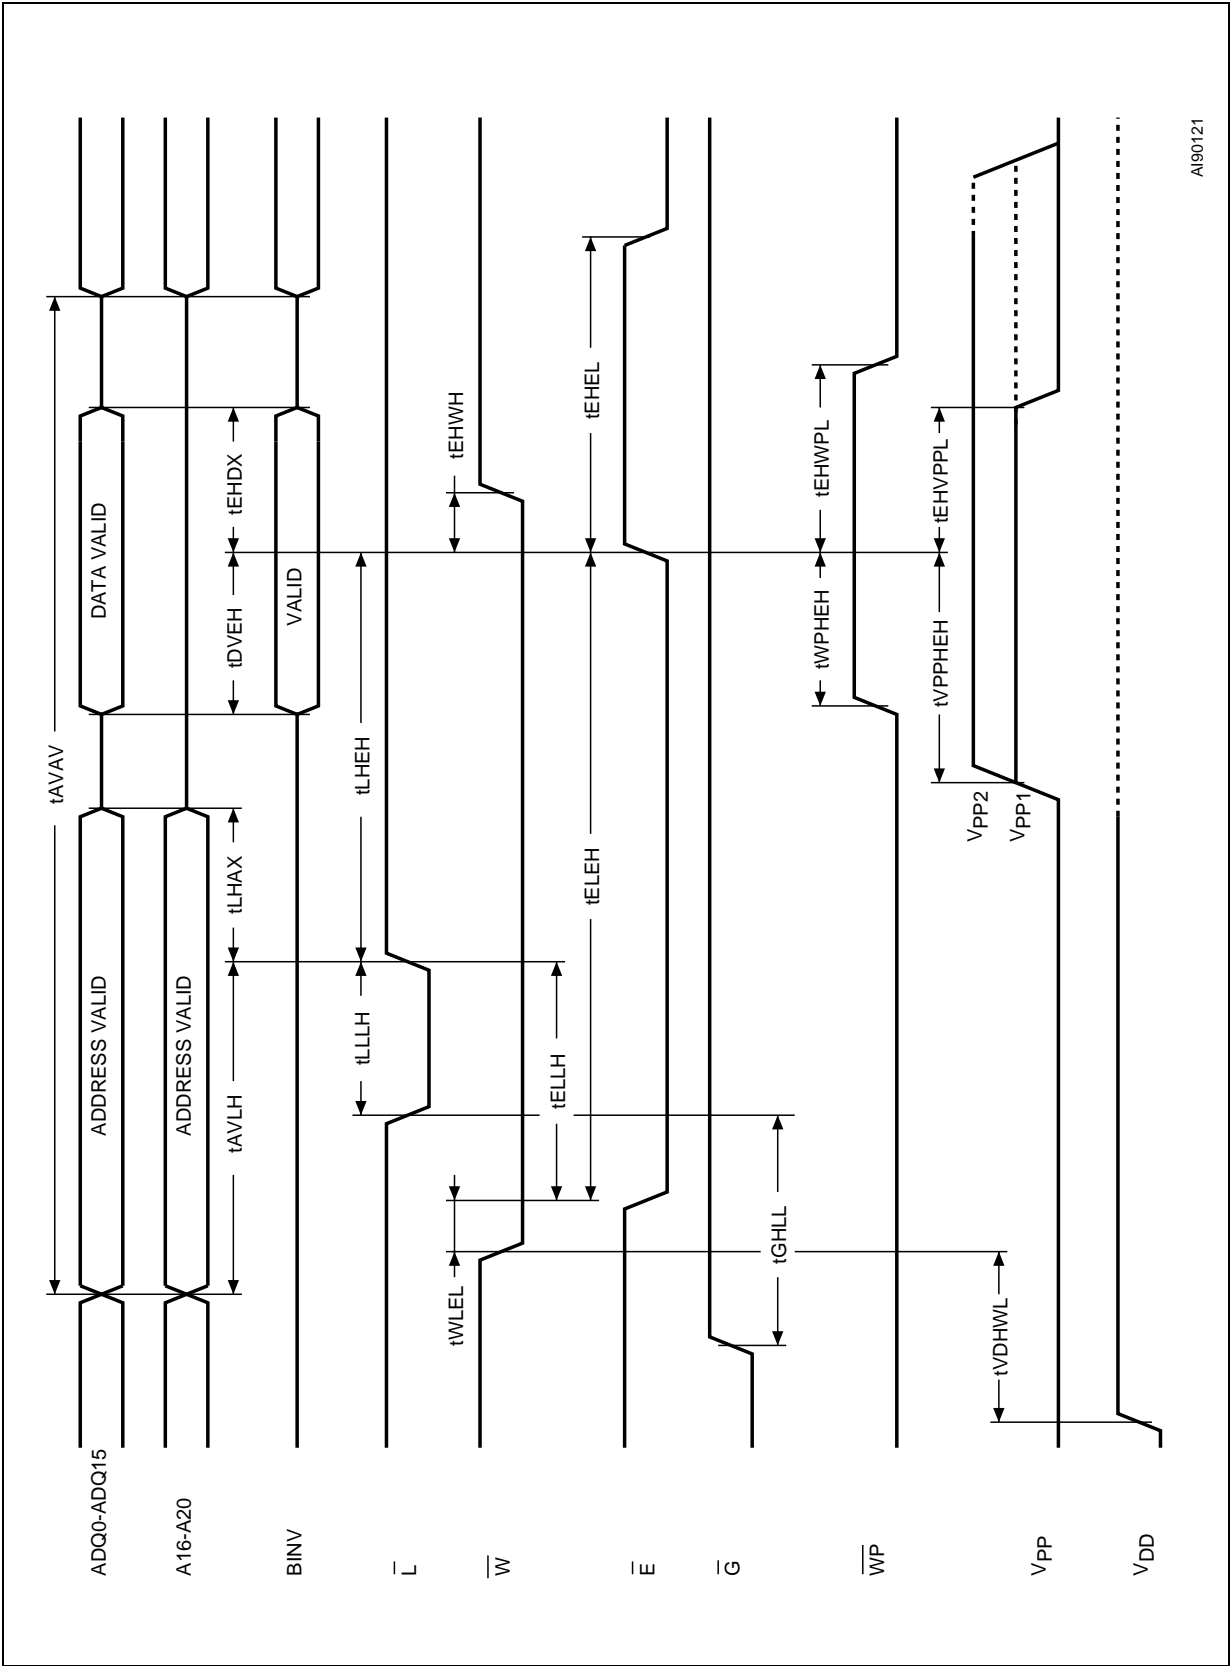 ADQ0-ADQ15
ADDRESS VALID
DATA VALID
tAVAV
A16-A20
ADDRESS VALID
tAVLH
tLHAX
tDVEH
tEHDX
BINV
VALID
L
tLLLH
tLHEH
W
tWLEL
tEHWH
tELLH
E
tELEH
tEHEL
G
tGHLL
WP
tWPHEH
tEHWPL
tVPPHEH
tEHVPPL
VPP
VPP2
VPP1
tVDHWL
VDD
AI90121